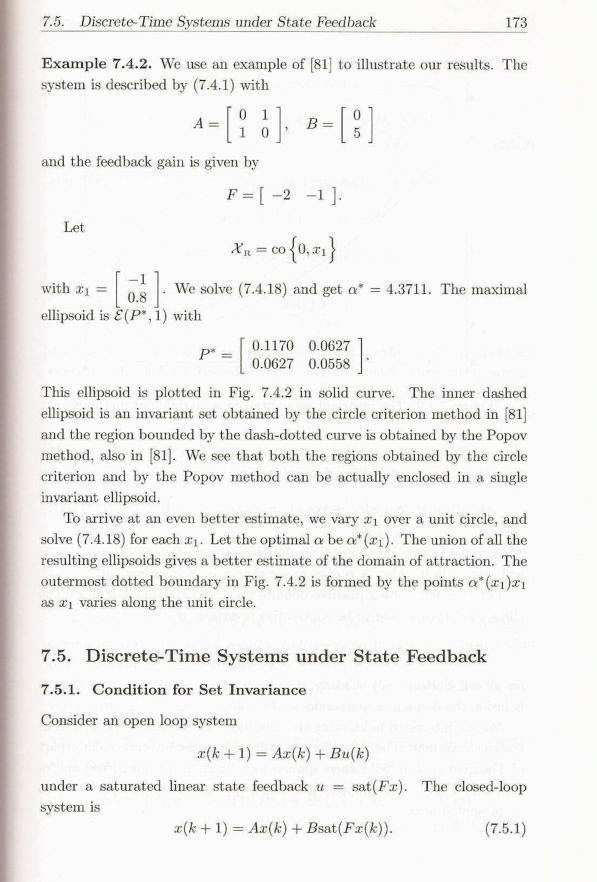 7.5. Discrete-Time Systems under State Feedback 173
Example 7.4.2. We use an example of [81] to illustrate our results. The
system is described by (7.4.1) with
A = [ 0 1
1 0 ], B = [ 0
5 ]
and the feedback gain is given by
F = [ −2 −1 ].
Let
𝒳R = co {0, x1}
with x1 = [ −1
0.8 ]. We solve (7.4.18) and get α* = 4.3711. The maximal
ellipsoid is ℰ(P*, 1) with
P* = [ 0.1170 0.0627
0.0627 0.0558 ].
This ellipsoid is plotted in Fig. 7.4.2 in solid curve. The inner dashed
ellipsoid is an invariant set obtained by the circle criterion method in [81]
and the region bounded by the dash-dotted curve is obtained by the Popov
method, also in [81]. We see that both the regions obtained by the circle
criterion and by the Popov method can be actually enclosed in a single
invariant ellipsoid.
To arrive at an even better estimate, we vary x1 over a unit circle, and
solve (7.4.18) for each x1. Let the optimal α be α*(x1). The union of all the
resulting ellipsoids gives a better estimate of the domain of attraction. The
outermost dotted boundary in Fig. 7.4.2 is formed by the points α*(x1)x1
as x1 varies along the unit circle.
7.5. Discrete-Time Systems under State Feedback
7.5.1. Condition for Set Invariance
Consider an open loop system
x(k + 1) = Ax(k) + Bu(k)
under a saturated linear state feedback u = sat(Fx). The closed-loop
system is
x(k + 1) = Ax(k) + Bsat(Fx(k)). (7.5.1)